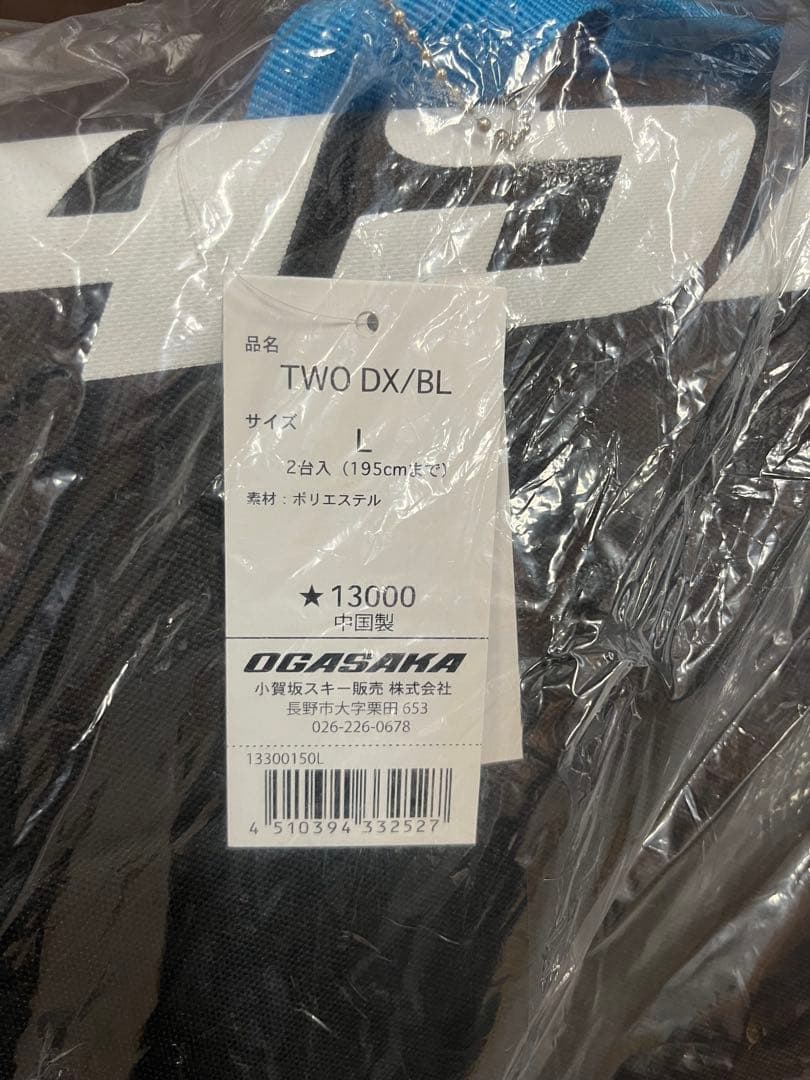 品名
TWO DX/BL
サイズ
L
2台入（195cmまで）
素材：ポリエステル
★13000
中国製
OGASAKA
小賀坂スキー販売 株式会社
長野市大字栗田 653
026-226-0678
13300150L
4 510394 332527